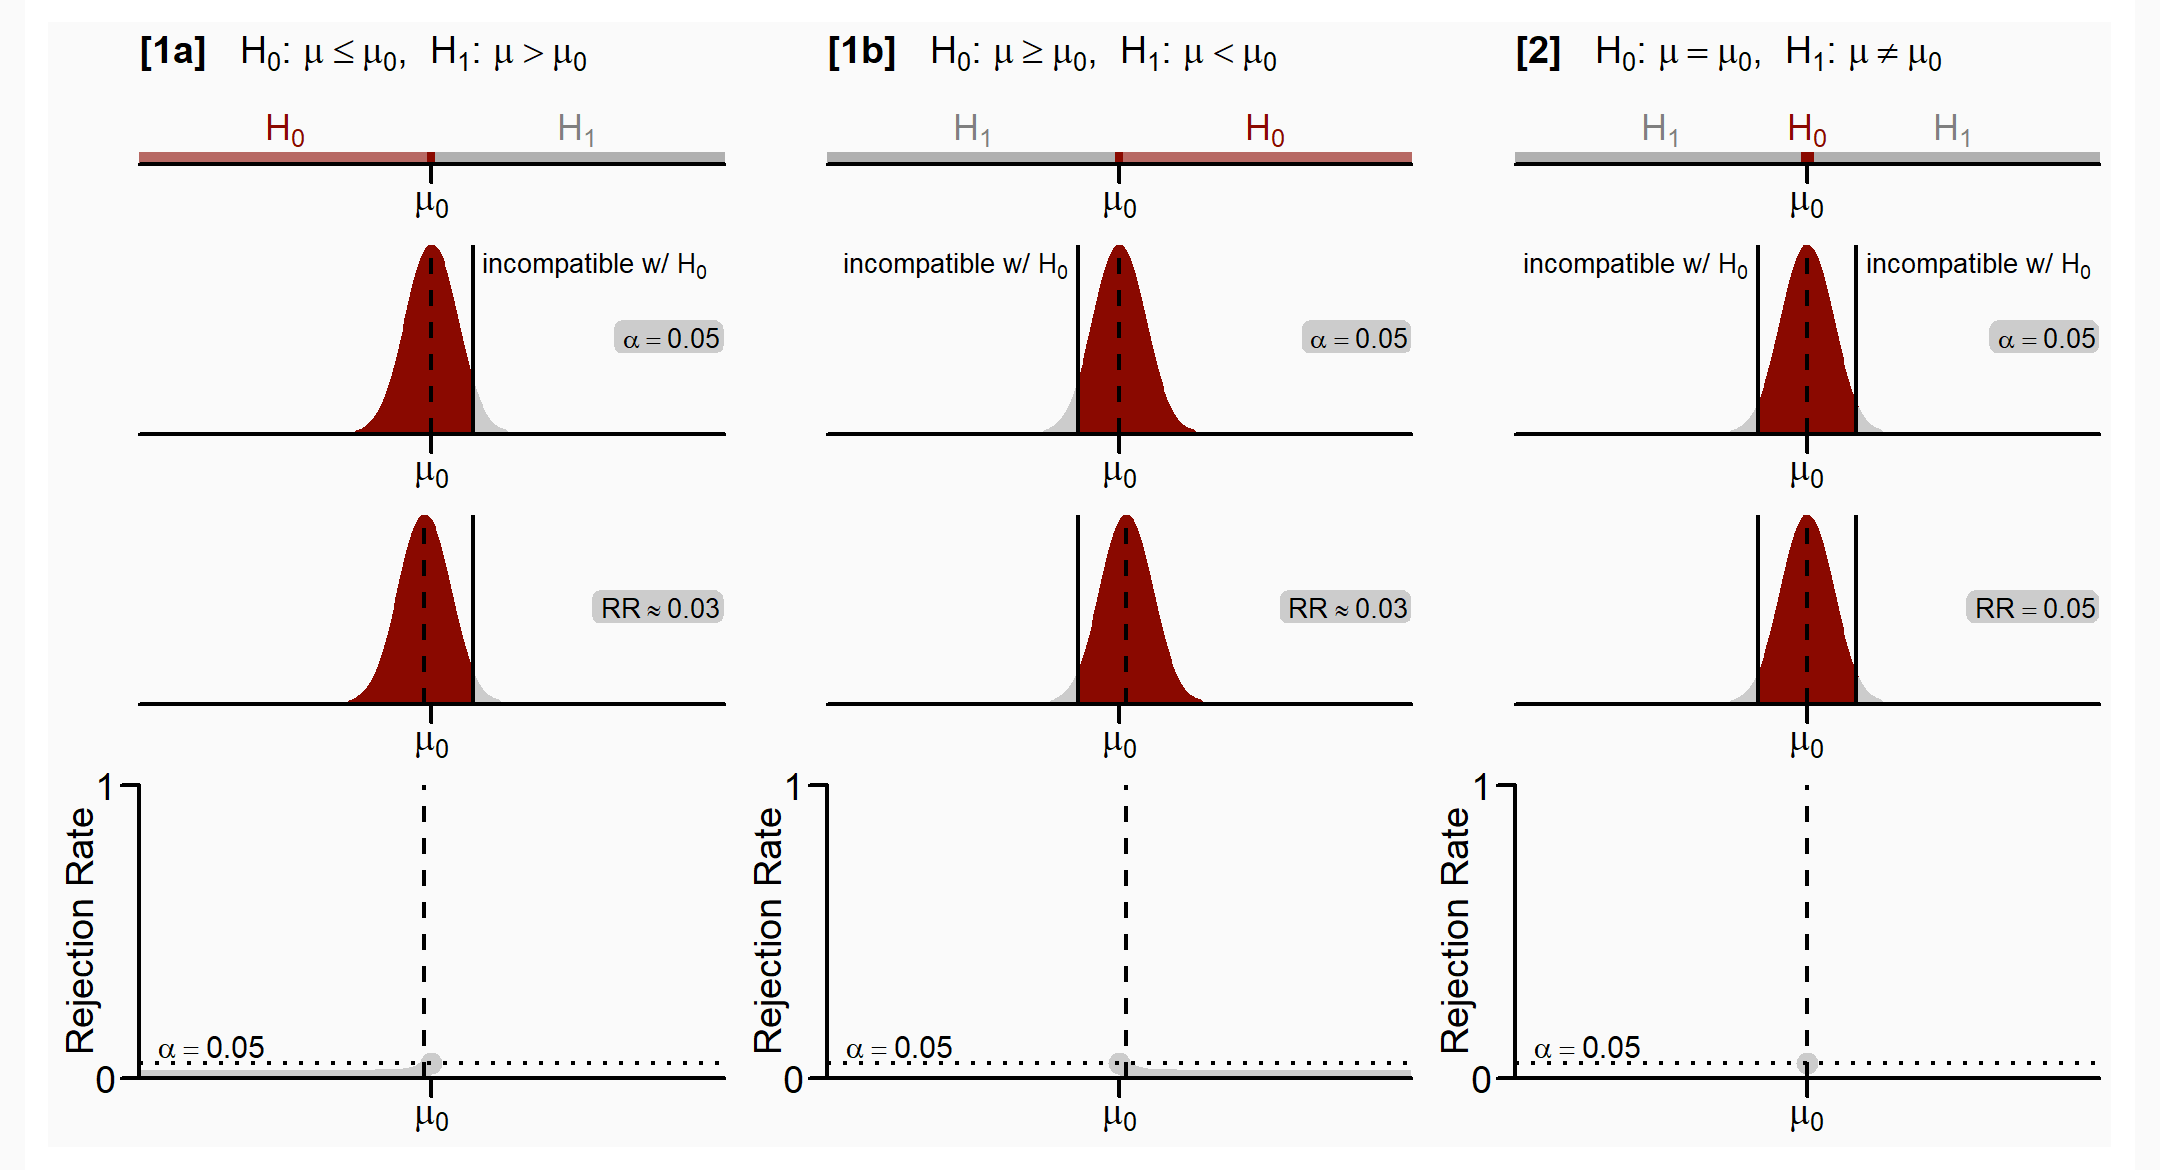 [1a] H₀: μ ≤ μ₀, H₁: μ > μ₀
H₀ H₁
μ₀
incompatible w/ H₀
α = 0.05
μ₀
RR ≈ 0.03
μ₀
1
Rejection Rate
α = 0.05
0
μ₀
[1b] H₀: μ ≥ μ₀, H₁: μ < μ₀
H₁ H₀
μ₀
incompatible w/ H₀
α = 0.05
μ₀
RR ≈ 0.03
μ₀
1
Rejection Rate
α = 0.05
0
μ₀
[2] H₀: μ = μ₀, H₁: μ ≠ μ₀
H₁ H₀ H₁
μ₀
incompatible w/ H₀ incompatible w/ H₀
α = 0.05
μ₀
RR = 0.05
μ₀
1
Rejection Rate
α = 0.05
0
μ₀